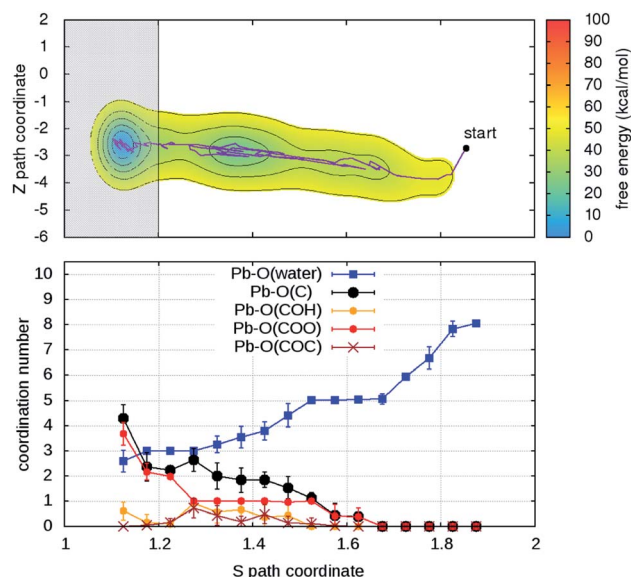 2
1
0
-1
-2
-3
-4
-5
-6
Z path coordinate
start
100
90
80
70
60
50
40
30
20
10
0
free energy (kcal/mol)
10
9
8
7
6
5
4
3
2
1
0
coordination number
Pb-O(water)
Pb-O(C)
Pb-O(COH)
Pb-O(COO)
Pb-O(COC)
1 1.2 1.4 1.6 1.8 2
S path coordinate